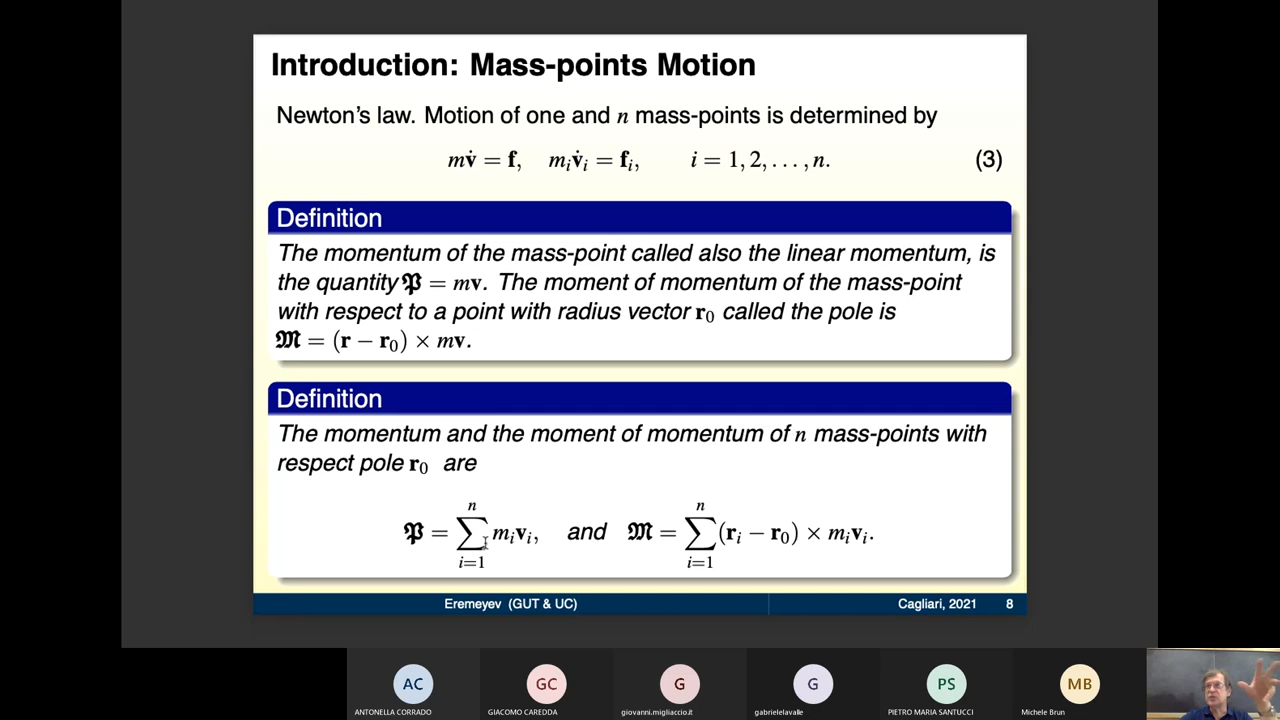 Introduction: Mass-points Motion
Newton's law. Motion of one and n mass-points is determined by
mv̇ = f, mᵢv̇ᵢ = fᵢ, i = 1, 2, . . . , n. (3)
Definition
The momentum of the mass-point called also the linear momentum, is
the quantity 𝕻 = mv. The moment of momentum of the mass-point
with respect to a point with radius vector r₀ called the pole is
𝕸 = (r − r₀) × mv.
Definition
The momentum and the moment of momentum of n mass-points with
respect pole r₀ are
𝕻 = ∑ᵢ₌₁ⁿ mᵢvᵢ, and 𝕸 = ∑ᵢ₌₁ⁿ (rᵢ − r₀) × mᵢvᵢ.
Eremeyev (GUT & UC) Cagliari, 2021 8
AC GC G G PS MB
ANTONELLA CORRADO GIACOMO CAREDDA giovanni.migliaccio.it gabrielelavalle PIETRO MARIA SANTUCCI Michele Brun